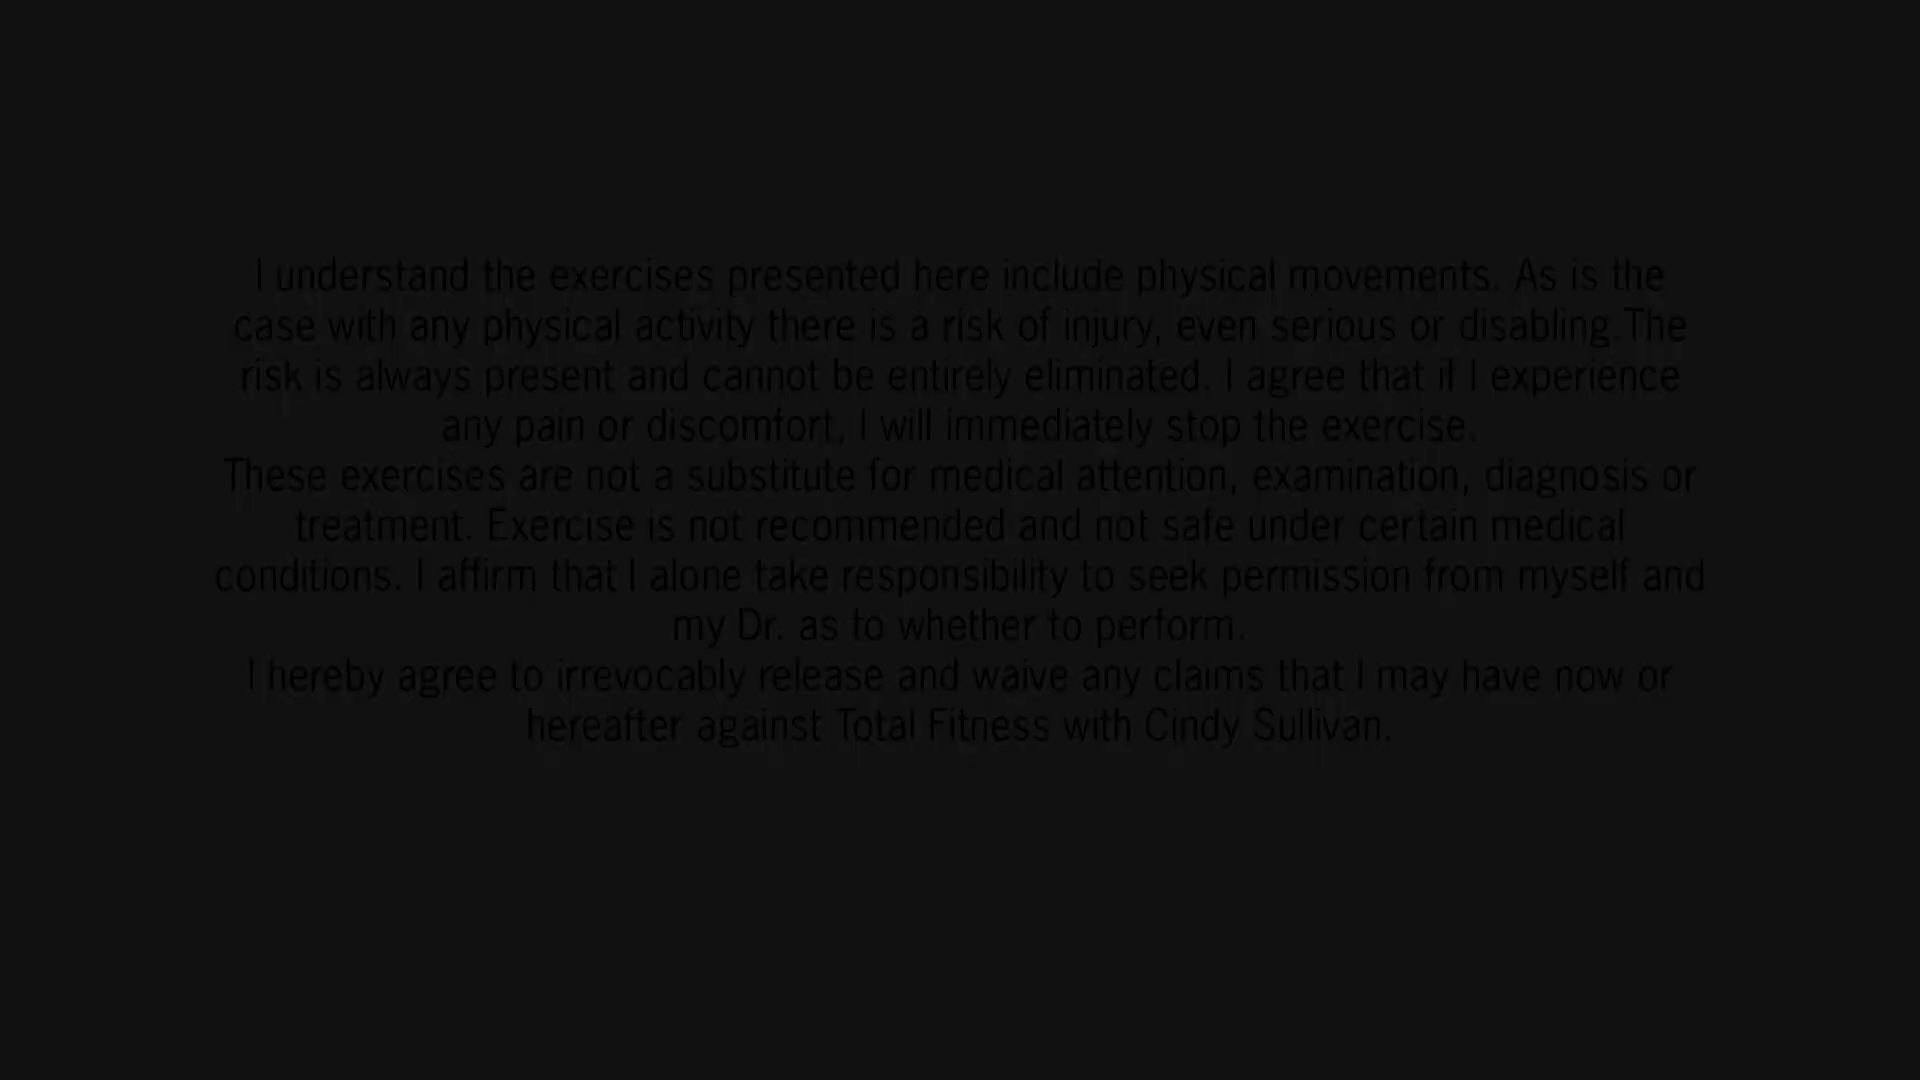 I understand the exercises presented here include physical movements. As is the
case with any physical activity there is a risk of injury, even serious or disabling.The
risk is always present and cannot be entirely eliminated. I agree that if I experience
any pain or discomfort, I will immediately stop the exercise.
These exercises are not a substitute for medical attention, examination, diagnosis or
treatment. Exercise is not recommended and not safe under certain medical
conditions. I affirm that I alone take responsibility to seek permission from myself and
my Dr. as to whether to perform.
I hereby agree to irrevocably release and waive any claims that I may have now or
hereafter against Total Fitness with Cindy Sullivan.